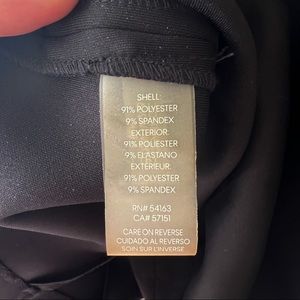 SHELL:
91% POLYESTER
9% SPANDEX
EXTERIOR:
91% POLIESTER
9% ELASTANO
EXTÉRIEUR:
91% POLYESTER
9% SPANDEX
RN# 54163
CA# 57151
CARE ON REVERSE
CUIDADO AL REVERSO
SOIN SUR L'INVERSE